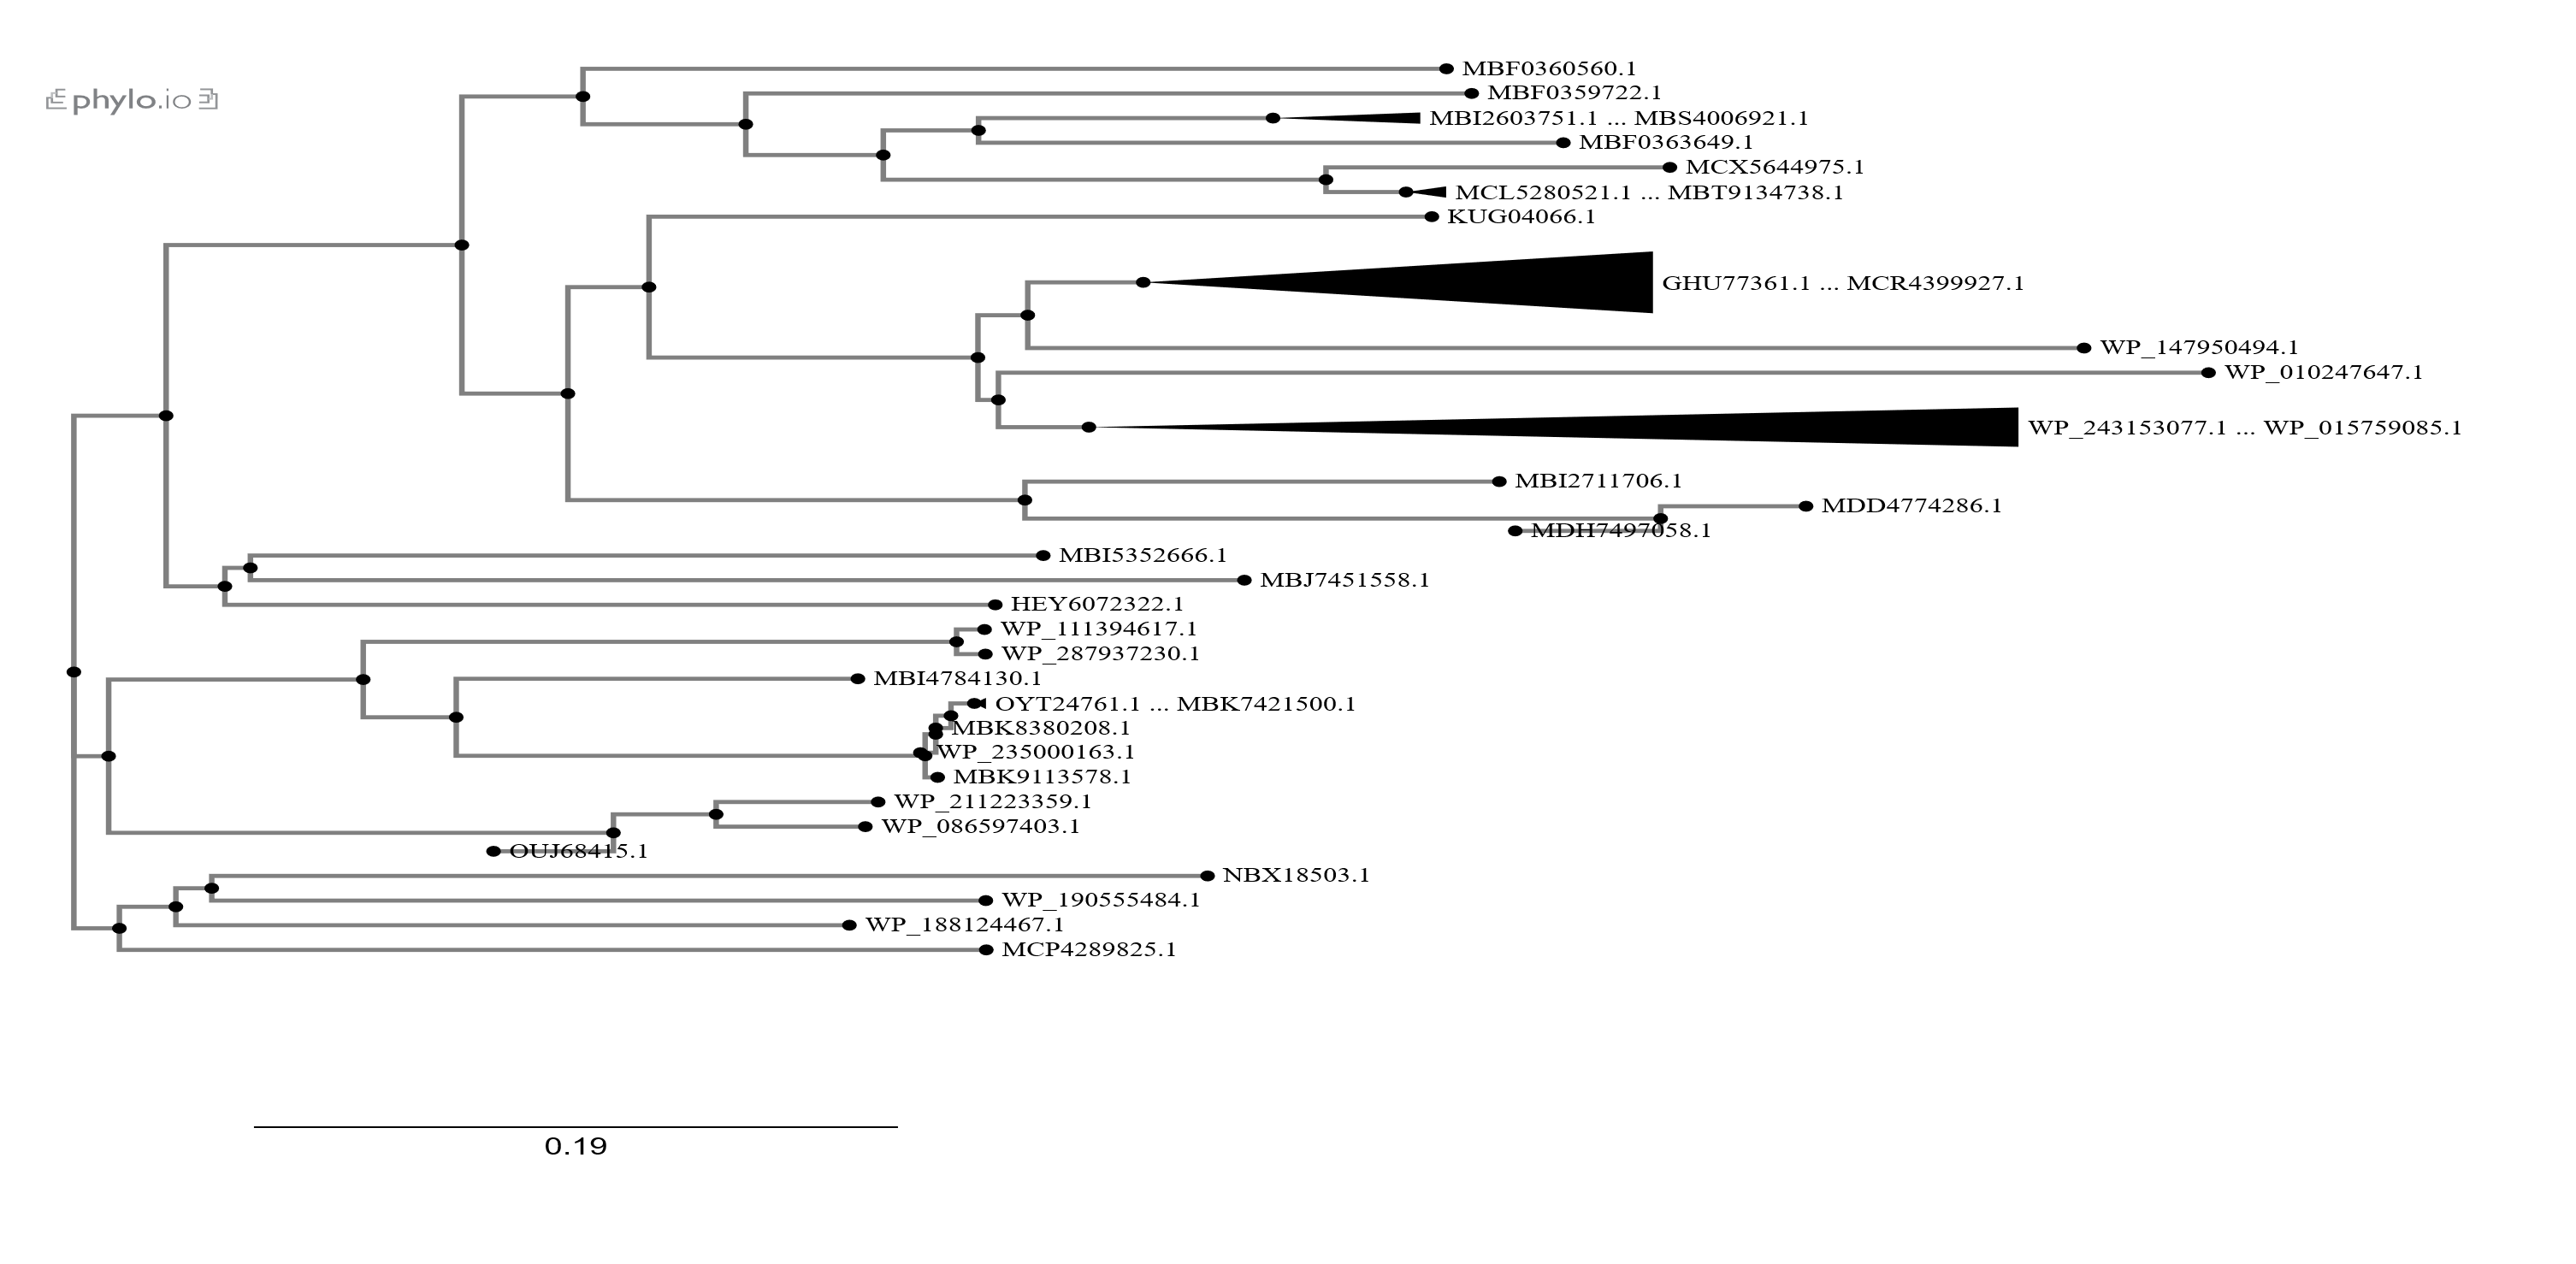 phylo.io
MBF0360560.1
MBF0359722.1
MBI2603751.1 ... MBS4006921.1
MBF0363649.1
MCX5644975.1
MCL5280521.1 ... MBT9134738.1
KUG04066.1
GHU77361.1 ... MCR4399927.1
WP_147950494.1
WP_010247647.1
WP_243153077.1 ... WP_015759085.1
MBI2711706.1
MDD4774286.1
MDH7497058.1
MBI5352666.1
MBJ7451558.1
HEY6072322.1
WP_111394617.1
WP_287937230.1
MBI4784130.1
OYT24761.1 ... MBK7421500.1
MBK8380208.1
WP_235000163.1
MBK9113578.1
WP_211223359.1
WP_086597403.1
OUJ68415.1
NBX18503.1
WP_190555484.1
WP_188124467.1
MCP4289825.1
0.19